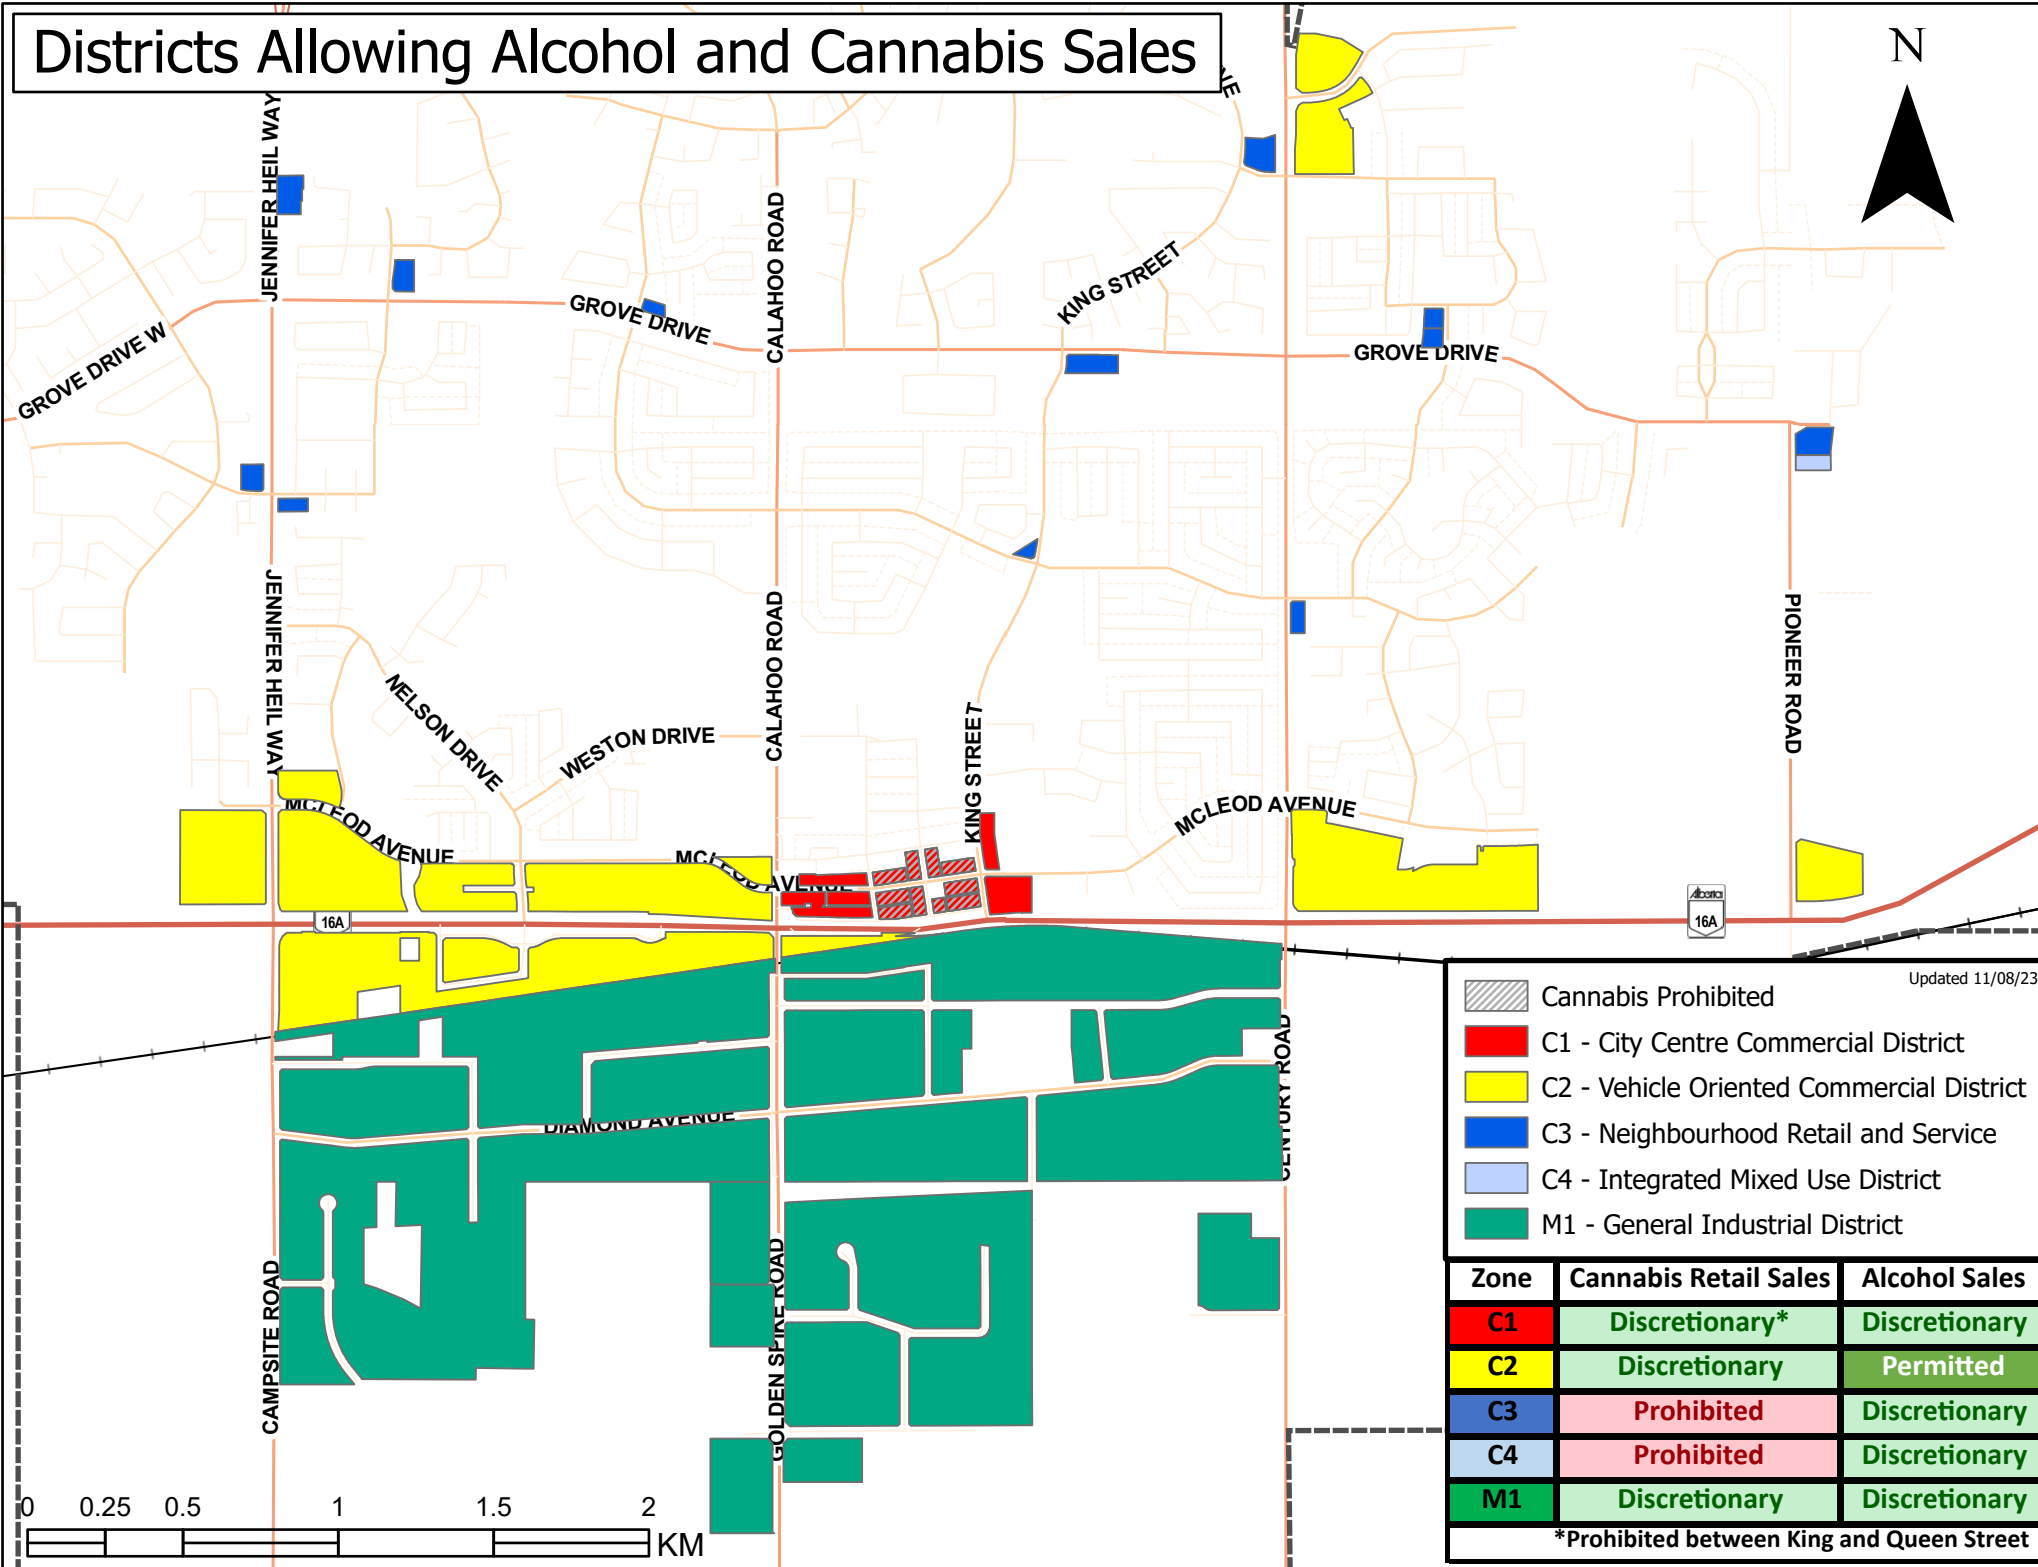 Districts Allowing Alcohol and Cannabis Sales
N
JENNIFER HEIL WAY
CALAHOO ROAD
KING STREET
GROVE DRIVE
GROVE DRIVE
GROVE DRIVE W
JENNIFER HEIL WAY
CALAHOO ROAD
PIONEER ROAD
NELSON DRIVE
WESTON DRIVE
KING STREET
MCLEOD AVENUE
MCLEOD AVENUE
MCLEOD AVENUE
16A
Alberta
16A
DIAMOND AVENUE
CENTURY ROAD
CAMPSITE ROAD
GOLDEN SPIKE ROAD
Updated 11/08/23
Cannabis Prohibited
C1 - City Centre Commercial District
C2 - Vehicle Oriented Commercial District
C3 - Neighbourhood Retail and Service
C4 - Integrated Mixed Use District
M1 - General Industrial District
Zone Cannabis Retail Sales Alcohol Sales
C1 Discretionary* Discretionary
C2 Discretionary Permitted
C3 Prohibited Discretionary
C4 Prohibited Discretionary
M1 Discretionary Discretionary
*Prohibited between King and Queen Street
0 0.25 0.5 1 1.5 2
KM